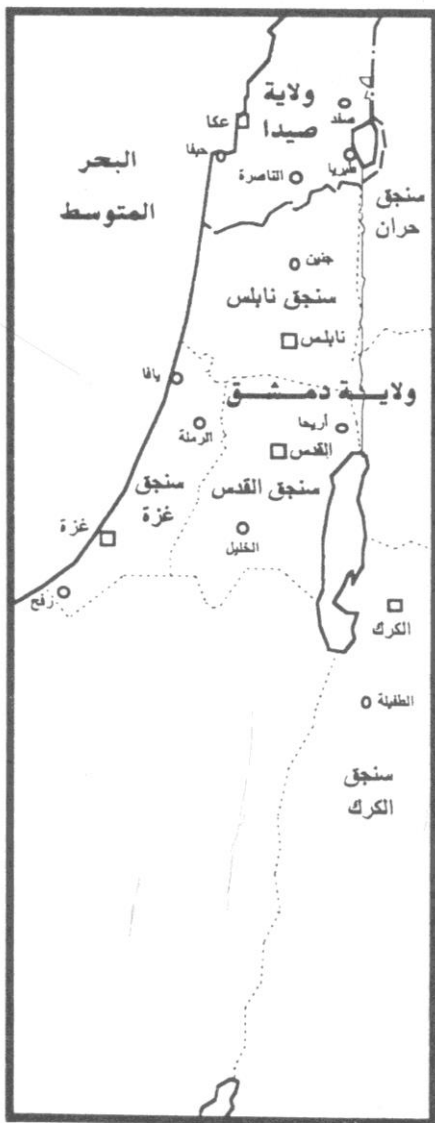 ولاية
صيدا
صفد
عكا
حيفا
طبريا
الناصرة
البحر
المتوسط
سنجق
حران
جنين
سنجق نابلس
نابلس
يافا
ولاية دمشق
الرملة
أريحا
القدس
سنجق
غزة
سنجق القدس
غزة
الخليل
رفح
الكرك
الطفيلة
سنجق
الكرك